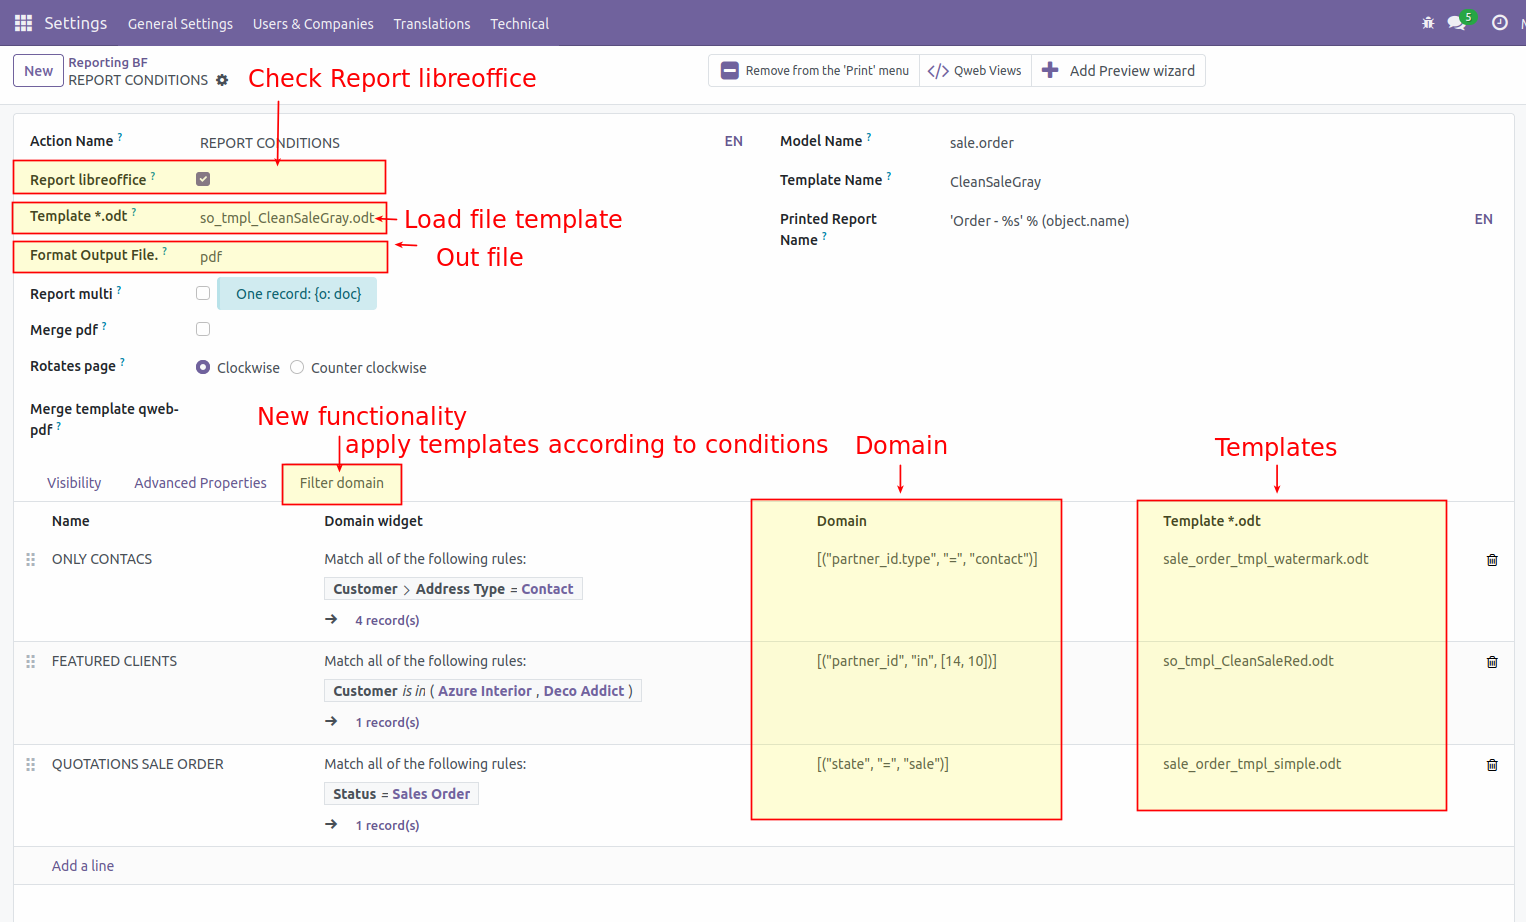 Settings General Settings Users & Companies Translations Technical 5
New Reporting BF
REPORT CONDITIONS
Check Report libreoffice
Remove from the 'Print' menu </> Qweb Views Add Preview wizard
Action Name ? REPORT CONDITIONS EN
Model Name ? sale.order
Report libreoffice ?
Template Name ? CleanSaleGray
Template *.odt ? so_tmpl_CleanSaleGray.odt
Load file template
Printed Report Name ? 'Order - %s' % (object.name) EN
Format Output File. ? pdf
Out file
Report multi ? One record: {o: doc}
Merge pdf ?
Rotates page ? Clockwise Counter clockwise
Merge template qweb-
pdf ?
New functionality
apply templates according to conditions
Domain
Templates
Visibility Advanced Properties Filter domain
Name Domain widget Domain Template *.odt
ONLY CONTACS Match all of the following rules: [("partner_id.type", "=", "contact")] sale_order_tmpl_watermark.odt
Customer > Address Type = Contact
4 record(s)
FEATURED CLIENTS Match all of the following rules: [("partner_id", "in", [14, 10])] so_tmpl_CleanSaleRed.odt
Customer is in ( Azure Interior , Deco Addict )
1 record(s)
QUOTATIONS SALE ORDER Match all of the following rules: [("state", "=", "sale")] sale_order_tmpl_simple.odt
Status = Sales Order
1 record(s)
Add a line